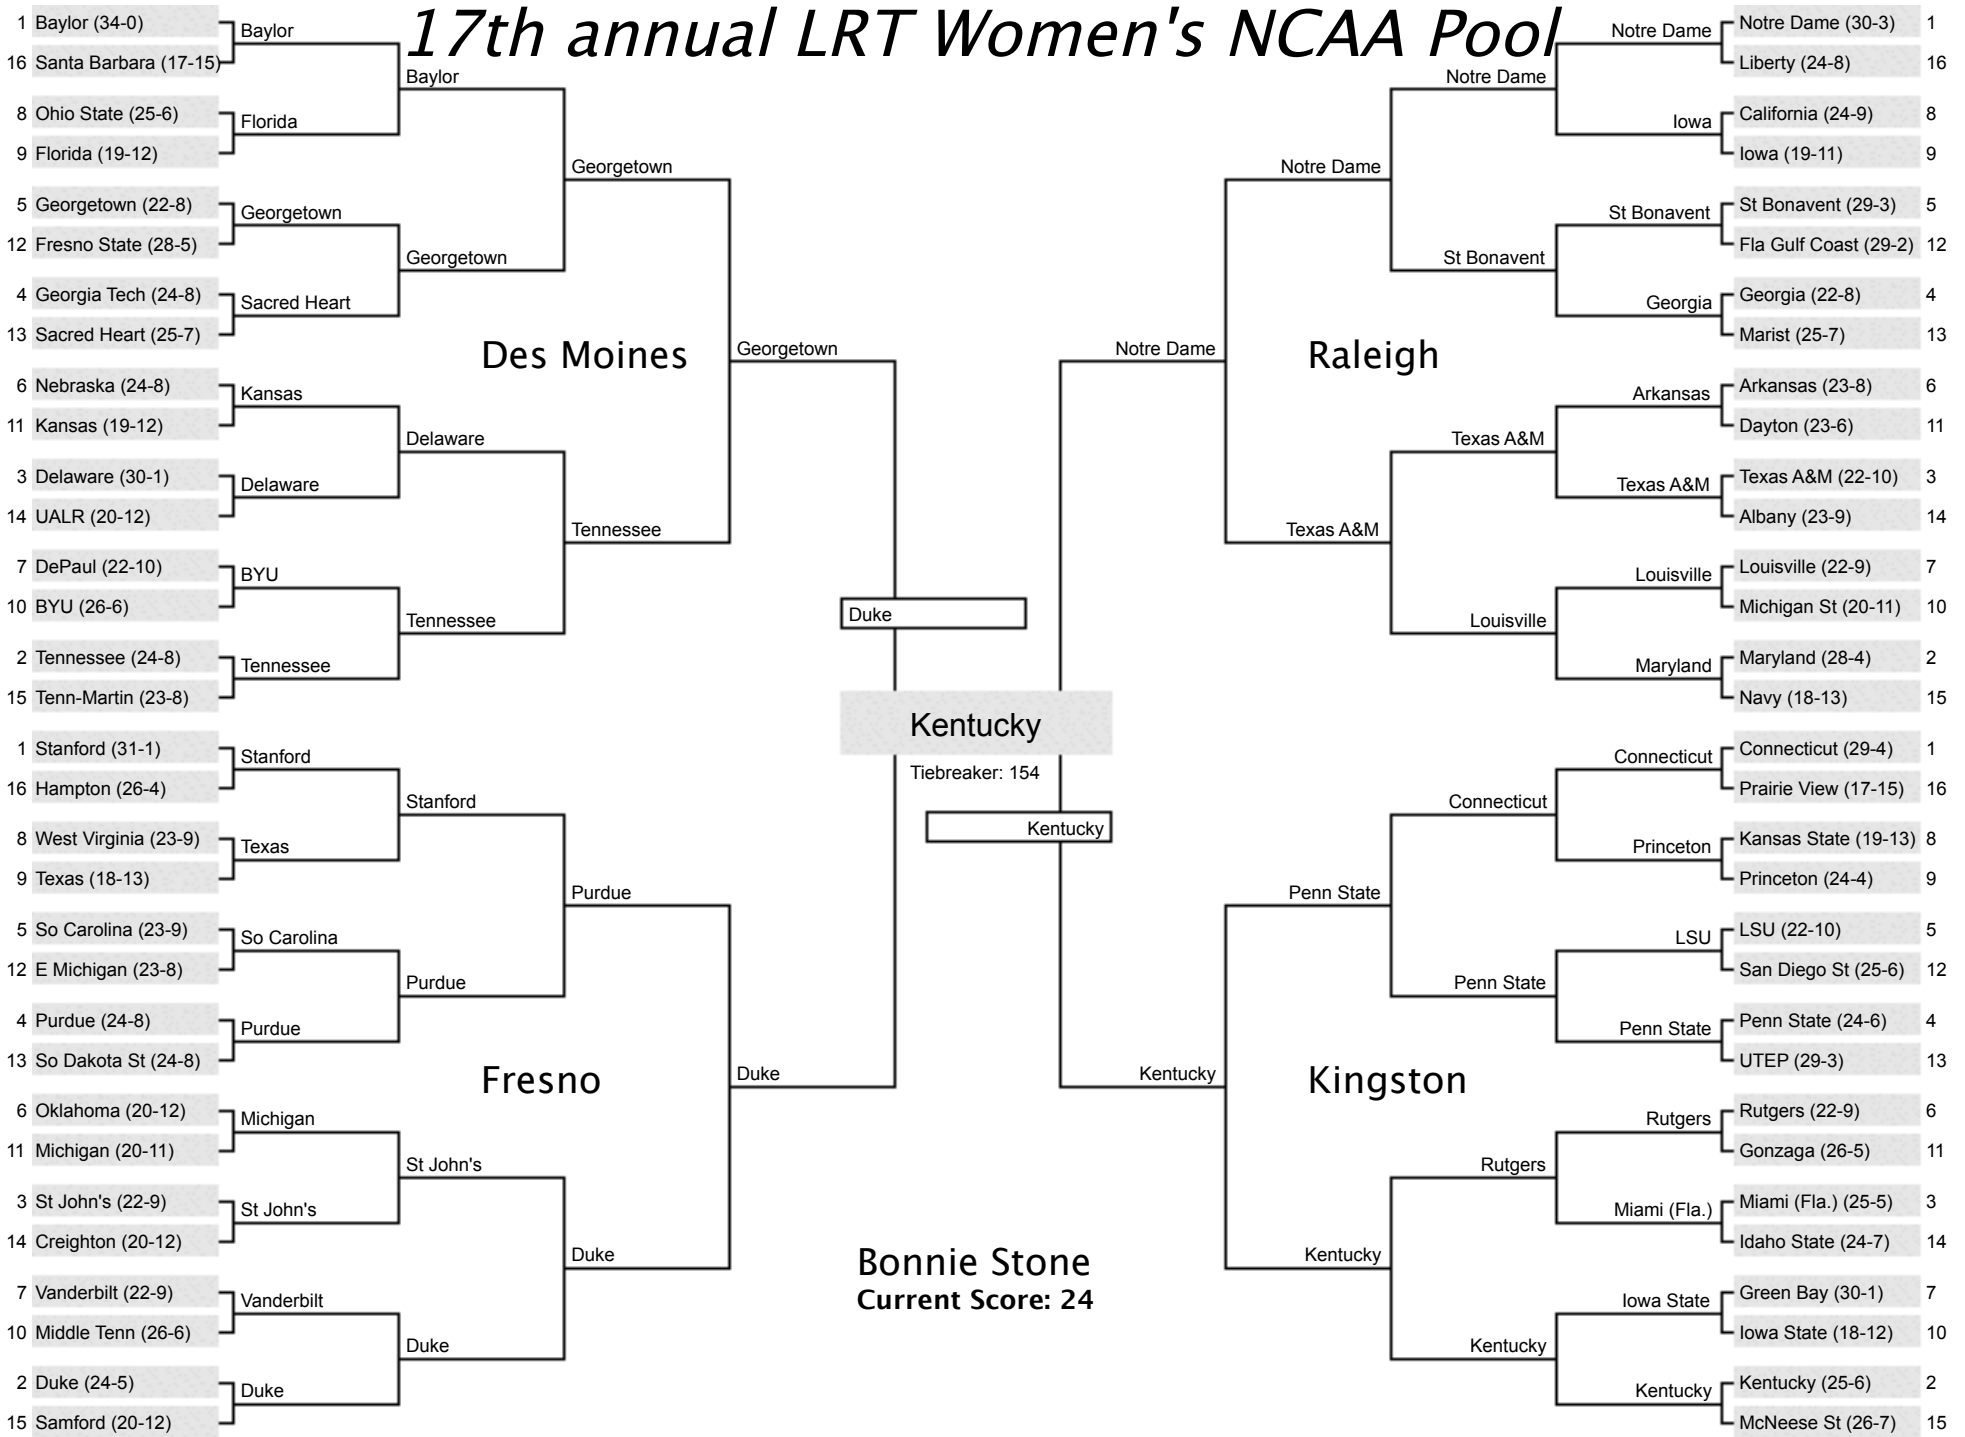 17th annual LRT Women's NCAA Pool
1 Baylor (34-0)
16 Santa Barbara (17-15)
8 Ohio State (25-6)
9 Florida (19-12)
5 Georgetown (22-8)
12 Fresno State (28-5)
4 Georgia Tech (24-8)
13 Sacred Heart (25-7)
6 Nebraska (24-8)
11 Kansas (19-12)
3 Delaware (30-1)
14 UALR (20-12)
7 DePaul (22-10)
10 BYU (26-6)
2 Tennessee (24-8)
15 Tenn-Martin (23-8)
Baylor
Florida
Georgetown
Sacred Heart
Kansas
Delaware
BYU
Tennessee
Baylor
Georgetown
Delaware
Tennessee
Georgetown
Tennessee
Georgetown
Des Moines
1 Stanford (31-1)
16 Hampton (26-4)
8 West Virginia (23-9)
9 Texas (18-13)
5 So Carolina (23-9)
12 E Michigan (23-8)
4 Purdue (24-8)
13 So Dakota St (24-8)
6 Oklahoma (20-12)
11 Michigan (20-11)
3 St John's (22-9)
14 Creighton (20-12)
7 Vanderbilt (22-9)
10 Middle Tenn (26-6)
2 Duke (24-5)
15 Samford (20-12)
Stanford
Texas
So Carolina
Purdue
Michigan
St John's
Vanderbilt
Duke
Stanford
Purdue
St John's
Duke
Purdue
Duke
Duke
Fresno
Duke
Kentucky
Tiebreaker: 154
Kentucky
Bonnie Stone
Current Score: 24
Notre Dame (30-3) 1
Liberty (24-8) 16
California (24-9) 8
Iowa (19-11) 9
St Bonavent (29-3) 5
Fla Gulf Coast (29-2) 12
Georgia (22-8) 4
Marist (25-7) 13
Arkansas (23-8) 6
Dayton (23-6) 11
Texas A&M (22-10) 3
Albany (23-9) 14
Louisville (22-9) 7
Michigan St (20-11) 10
Maryland (28-4) 2
Navy (18-13) 15
Notre Dame
Iowa
St Bonavent
Georgia
Arkansas
Texas A&M
Louisville
Maryland
Notre Dame
St Bonavent
Texas A&M
Louisville
Notre Dame
Texas A&M
Notre Dame
Raleigh
Connecticut (29-4) 1
Prairie View (17-15) 16
Kansas State (19-13) 8
Princeton (24-4) 9
LSU (22-10) 5
San Diego St (25-6) 12
Penn State (24-6) 4
UTEP (29-3) 13
Rutgers (22-9) 6
Gonzaga (26-5) 11
Miami (Fla.) (25-5) 3
Idaho State (24-7) 14
Green Bay (30-1) 7
Iowa State (18-12) 10
Kentucky (25-6) 2
McNeese St (26-7) 15
Connecticut
Princeton
LSU
Penn State
Rutgers
Miami (Fla.)
Iowa State
Kentucky
Connecticut
Penn State
Rutgers
Kentucky
Penn State
Kentucky
Kentucky
Kingston